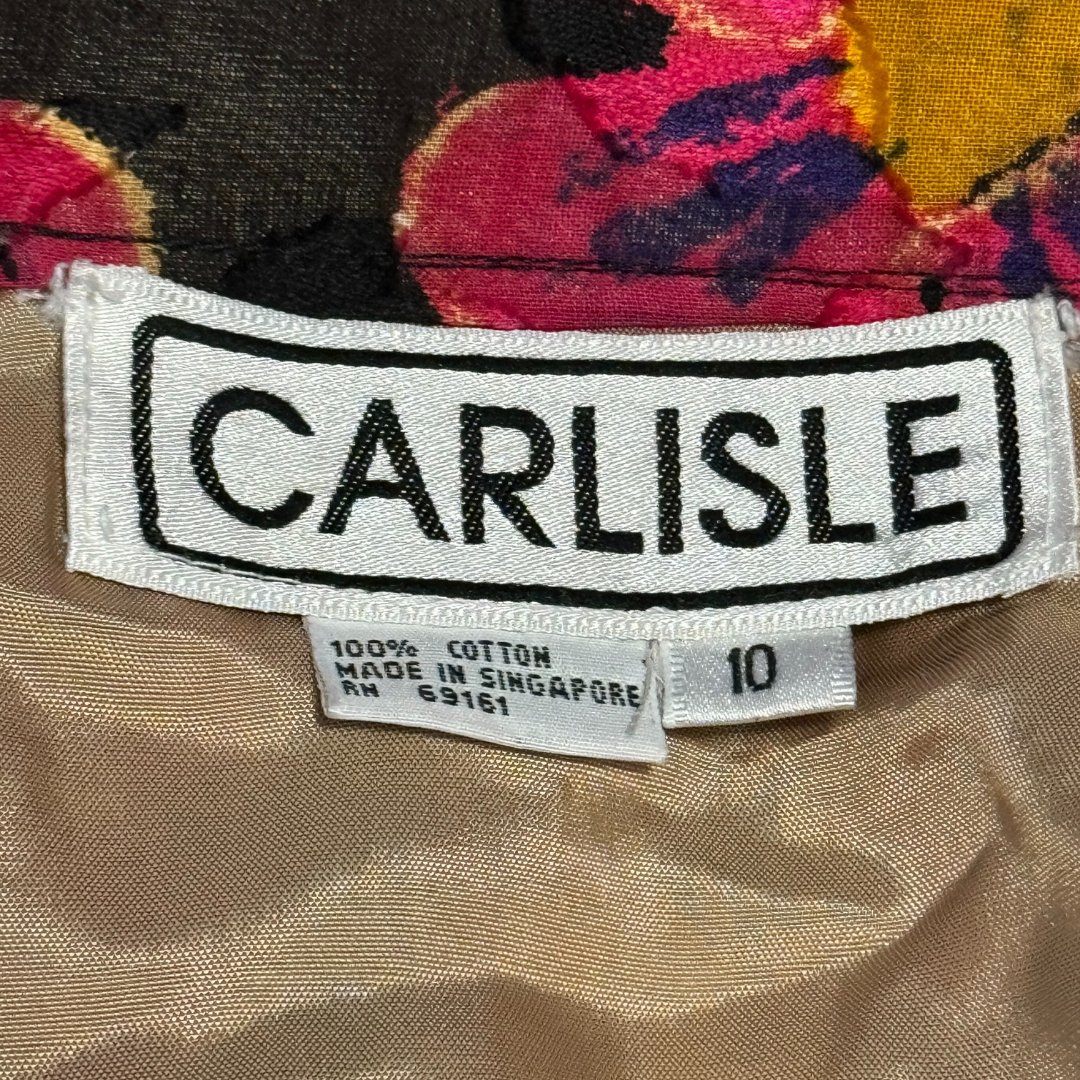 CARLISLE
100% COTTON
MADE IN SINGAPORE
RN 69161
10